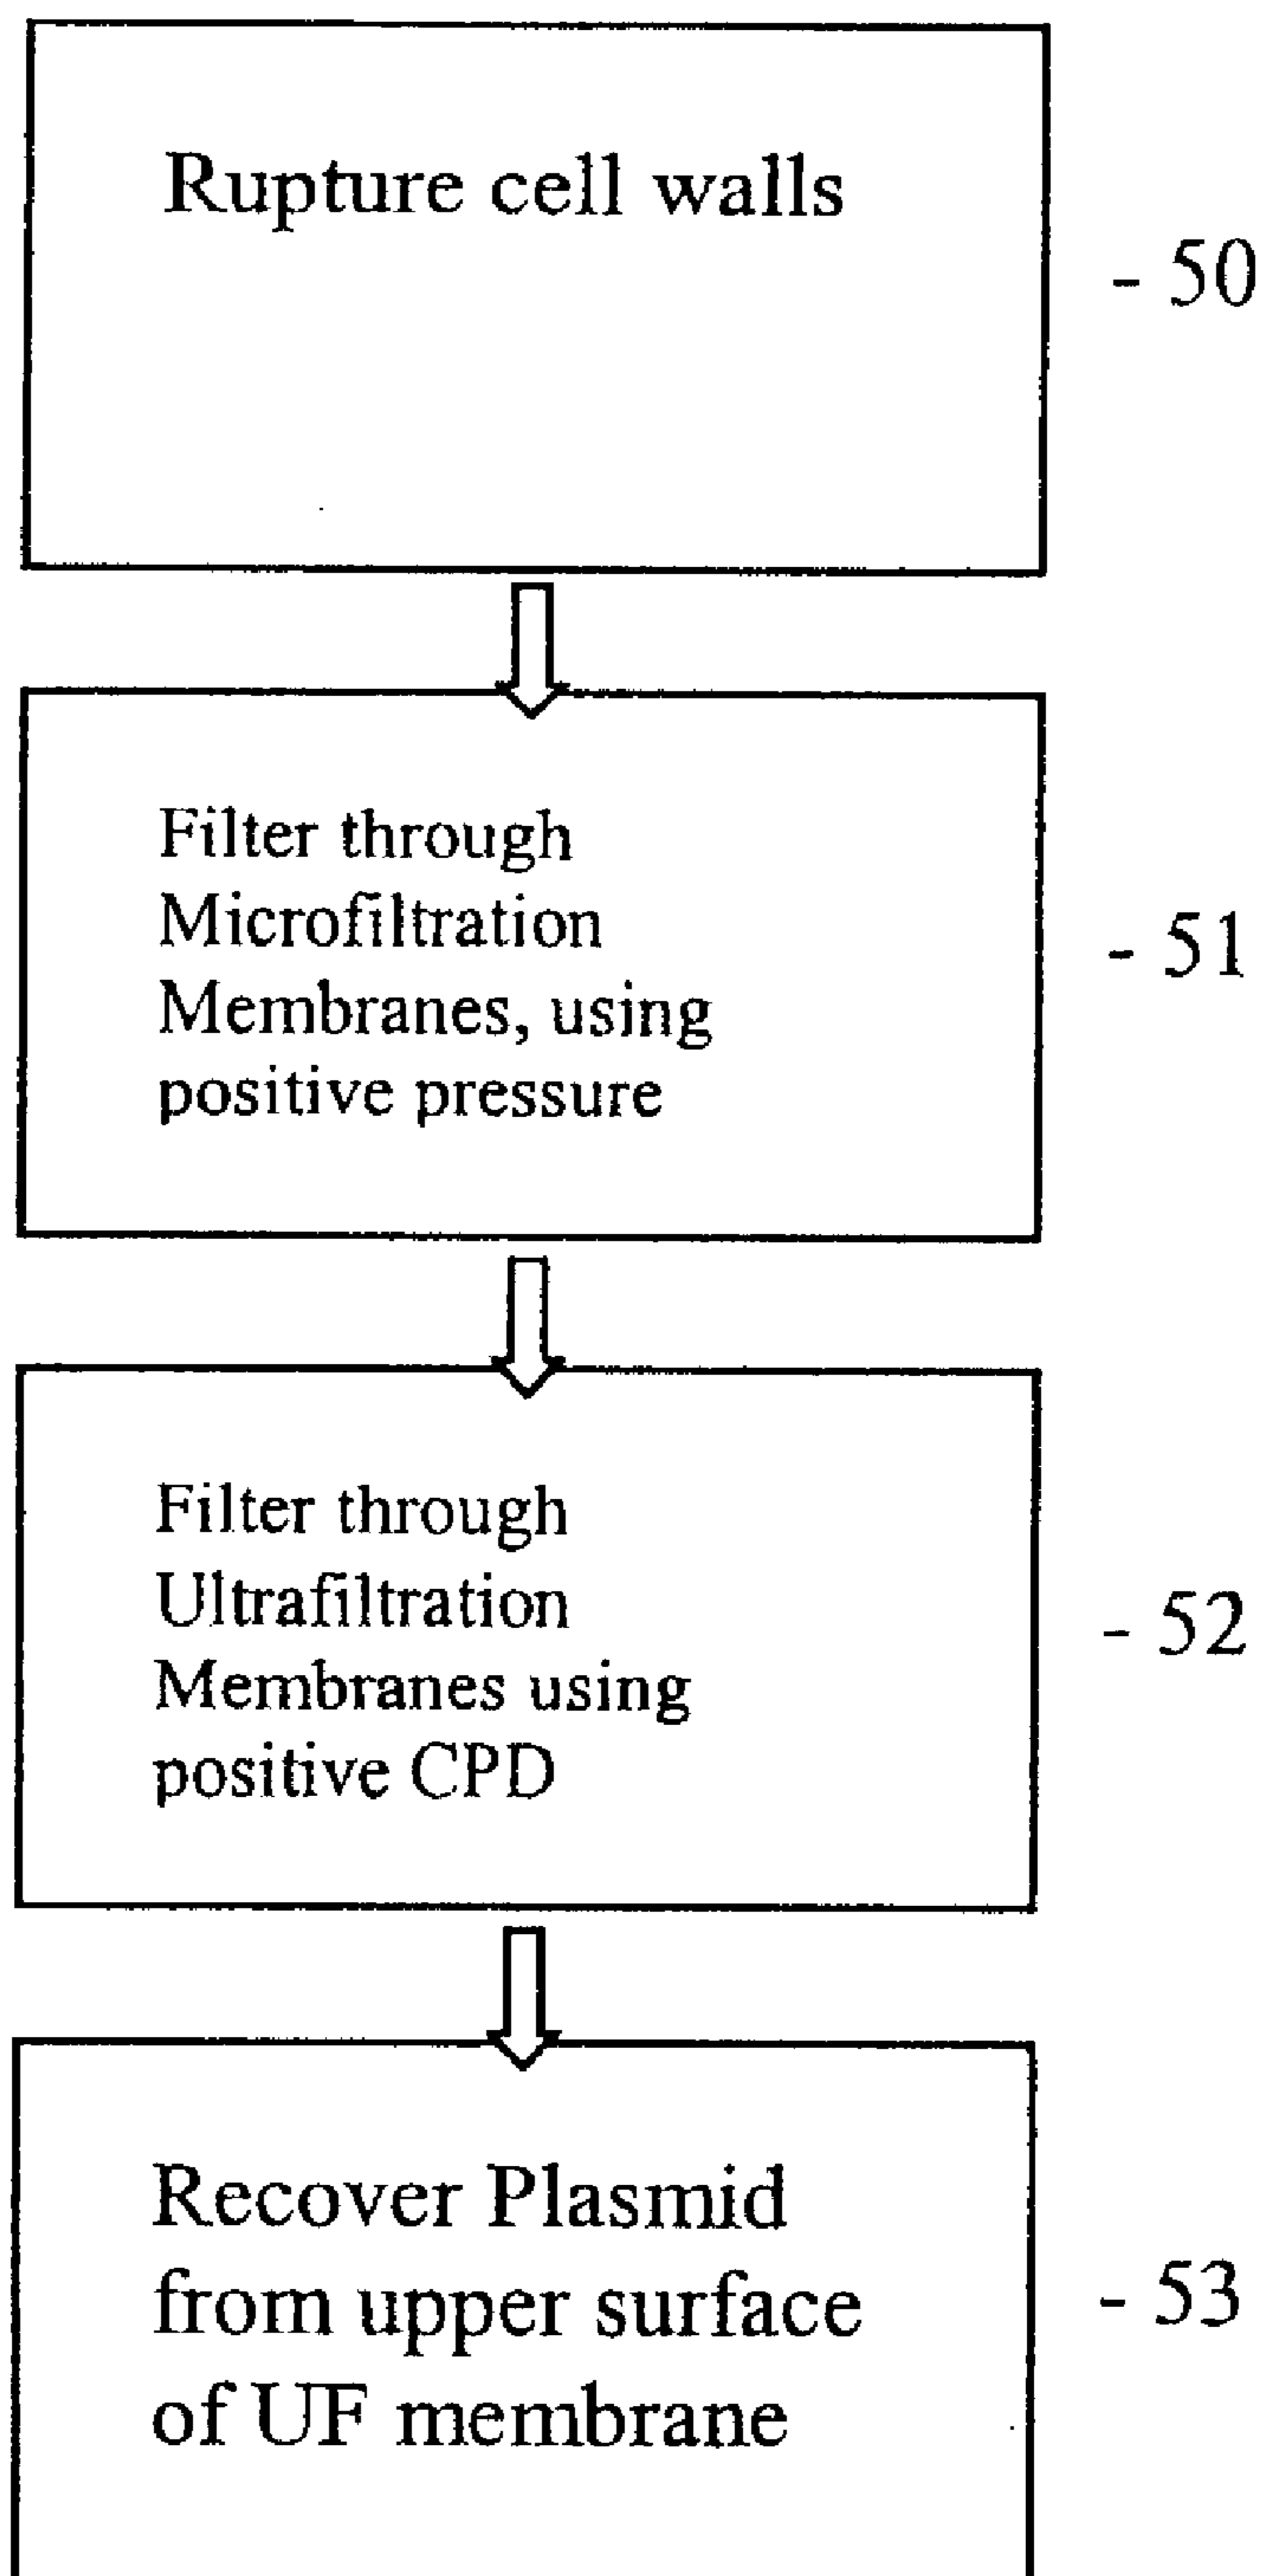 Rupture cell walls
- 50
Filter through
Microfiltration
Membranes, using
positive pressure
- 51
Filter through
Ultrafiltration
Membranes using
positive CPD
- 52
Recover Plasmid
from upper surface
of UF membrane
- 53